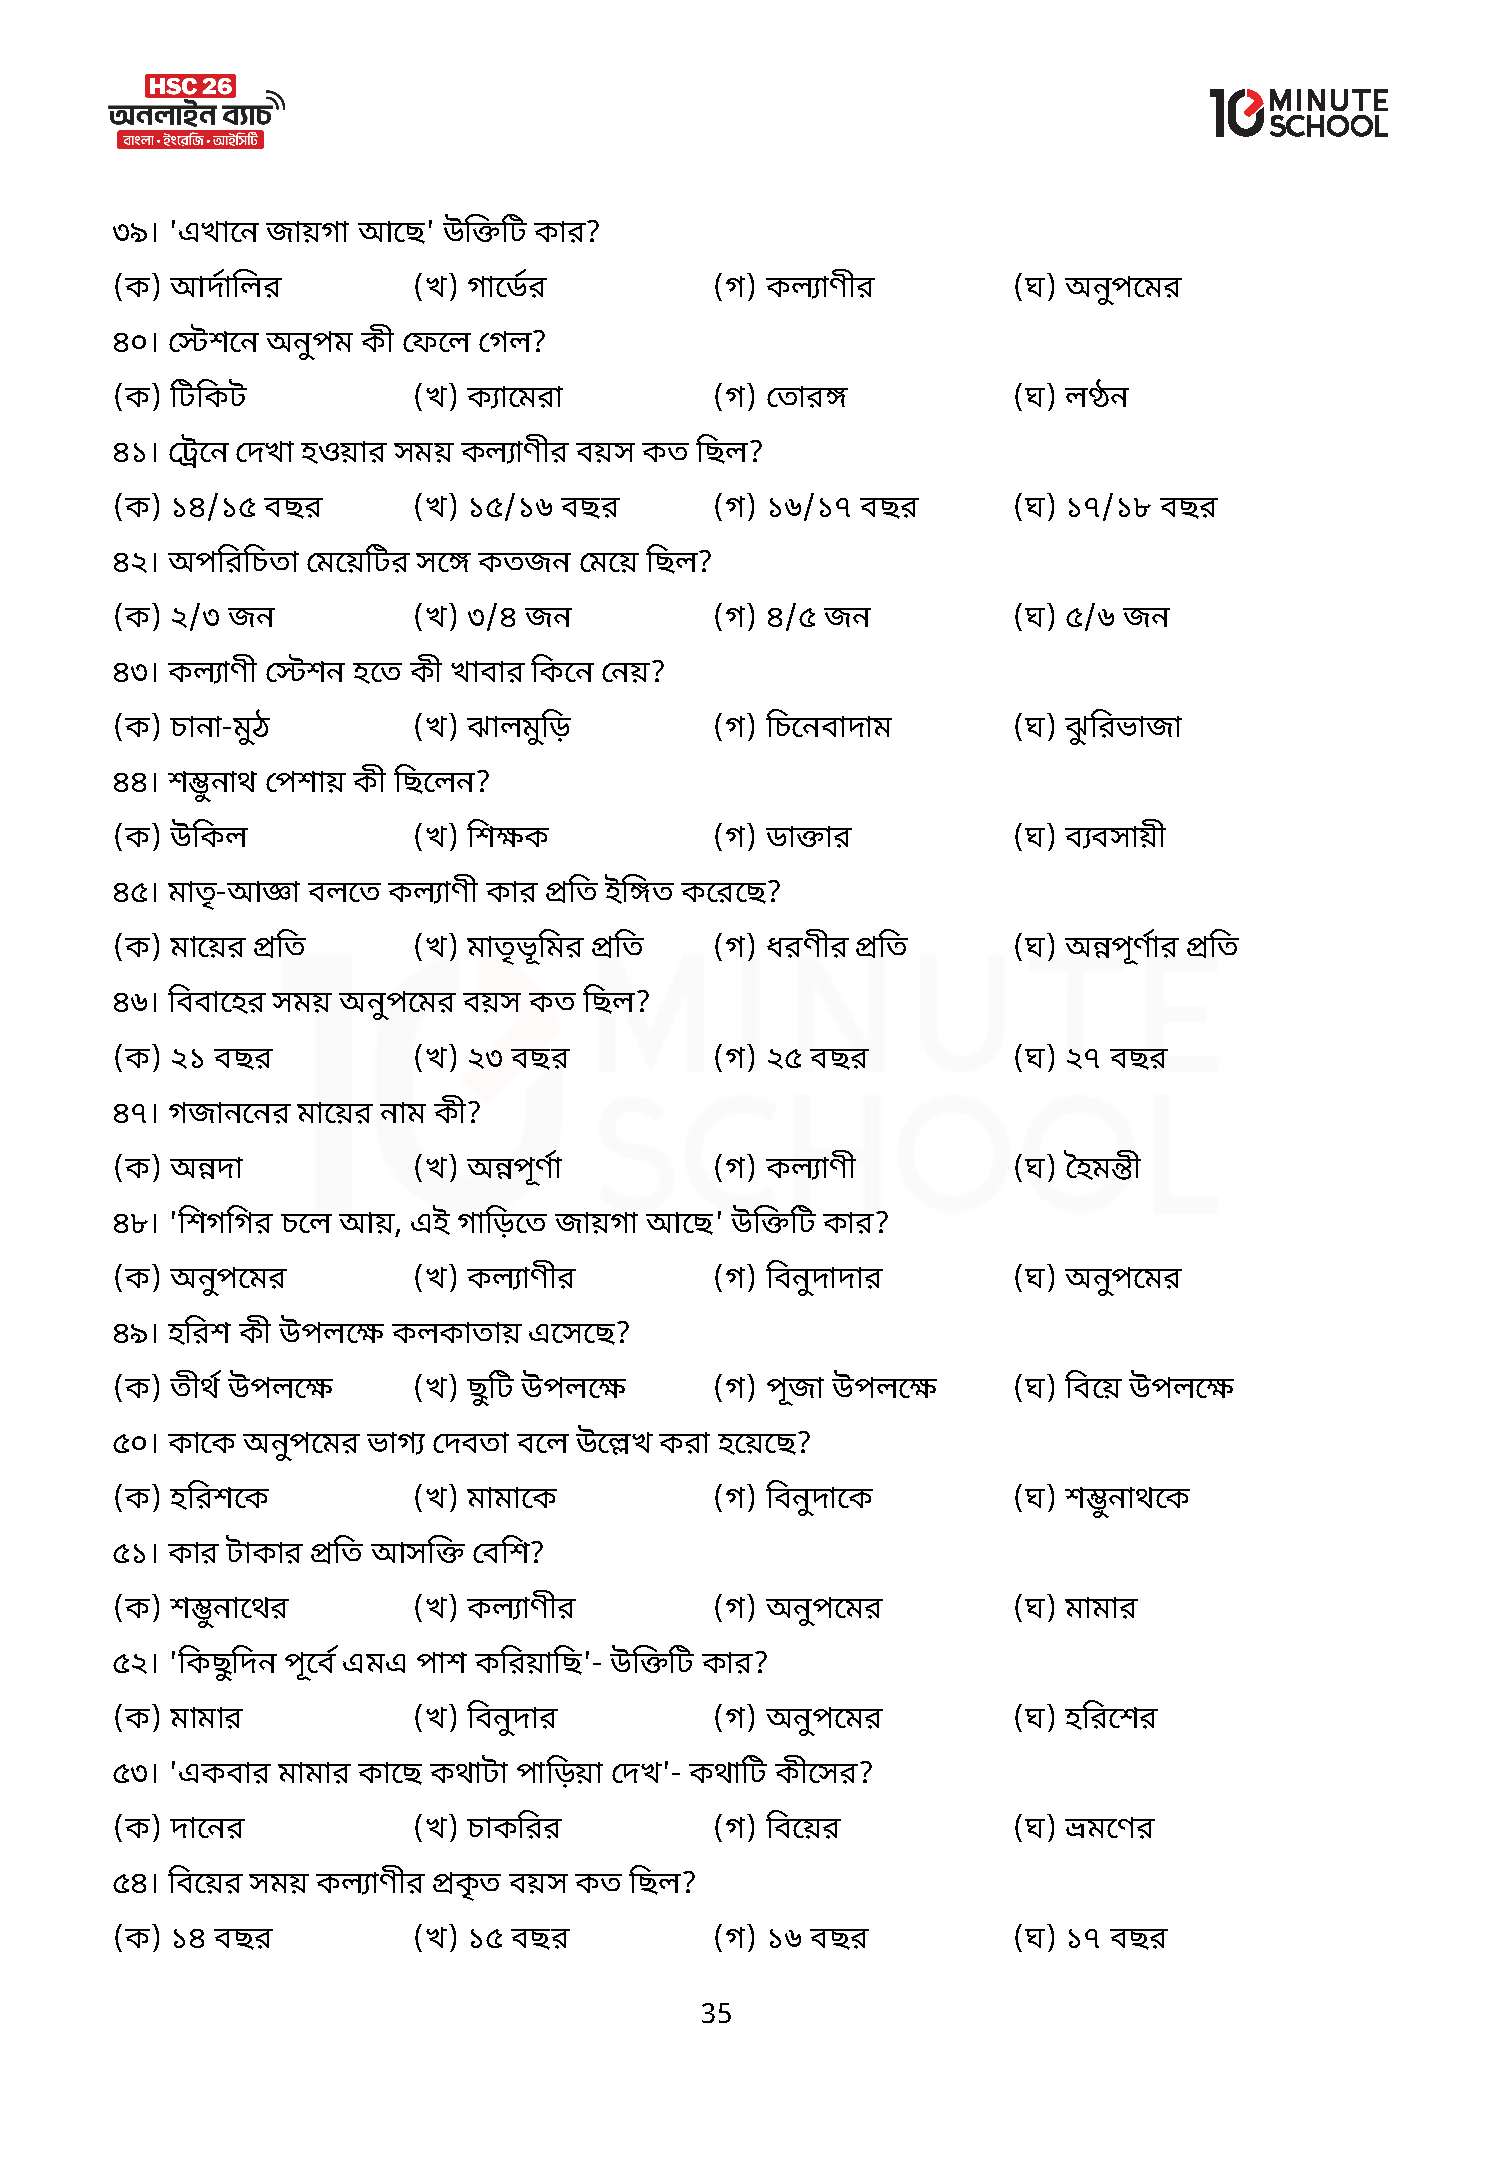 HSC 26
অনলাইন ব্যাচ
বাংলা • ইংরেজি • আইসিটি
10 MINUTE SCHOOL
৩৯। 'এখানে জায়গা আছে' উক্তিটি কার?
(ক) আর্দালির (খ) গার্ডের (গ) কল্যাণীর (ঘ) অনুপমের
৪০। স্টেশনে অনুপম কী ফেলে গেল?
(ক) টিকিট (খ) ক্যামেরা (গ) তোরঙ্গ (ঘ) লণ্ঠন
৪১। ট্রেনে দেখা হওয়ার সময় কল্যাণীর বয়স কত ছিল?
(ক) ১৪/১৫ বছর (খ) ১৫/১৬ বছর (গ) ১৬/১৭ বছর (ঘ) ১৭/১৮ বছর
৪২। অপরিচিতা মেয়েটির সঙ্গে কতজন মেয়ে ছিল?
(ক) ২/৩ জন (খ) ৩/৪ জন (গ) ৪/৫ জন (ঘ) ৫/৬ জন
৪৩। কল্যাণী স্টেশন হতে কী খাবার কিনে নেয়?
(ক) চানা-মুঠ (খ) ঝালমুড়ি (গ) চিনেবাদাম (ঘ) ঝুরিভাজা
৪৪। শম্ভুনাথ পেশায় কী ছিলেন?
(ক) উকিল (খ) শিক্ষক (গ) ডাক্তার (ঘ) ব্যবসায়ী
৪৫। মাতৃ-আজ্ঞা বলতে কল্যাণী কার প্রতি ইঙ্গিত করেছে?
(ক) মায়ের প্রতি (খ) মাতৃভূমির প্রতি (গ) ধরণীর প্রতি (ঘ) অন্নপূর্ণার প্রতি
৪৬। বিবাহের সময় অনুপমের বয়স কত ছিল?
(ক) ২১ বছর (খ) ২৩ বছর (গ) ২৫ বছর (ঘ) ২৭ বছর
৪৭। গজাননের মায়ের নাম কী?
(ক) অন্নদা (খ) অন্নপূর্ণা (গ) কল্যাণী (ঘ) হৈমন্তী
৪৮। 'শিগগির চলে আয়, এই গাড়িতে জায়গা আছে' উক্তিটি কার?
(ক) অনুপমের (খ) কল্যাণীর (গ) বিনুদাদার (ঘ) অনুপমের
৪৯। হরিশ কী উপলক্ষে কলকাতায় এসেছে?
(ক) তীর্থ উপলক্ষে (খ) ছুটি উপলক্ষে (গ) পূজা উপলক্ষে (ঘ) বিয়ে উপলক্ষে
৫০। কাকে অনুপমের ভাগ্য দেবতা বলে উল্লেখ করা হয়েছে?
(ক) হরিশকে (খ) মামাকে (গ) বিনুদাকে (ঘ) শম্ভুনাথকে
৫১। কার টাকার প্রতি আসক্তি বেশি?
(ক) শম্ভুনাথের (খ) কল্যাণীর (গ) অনুপমের (ঘ) মামার
৫২। 'কিছুদিন পূর্বে এমএ পাশ করিয়াছি'- উক্তিটি কার?
(ক) মামার (খ) বিনুদার (গ) অনুপমের (ঘ) হরিশের
৫৩। 'একবার মামার কাছে কথাটা পাড়িয়া দেখ'- কথাটি কীসের?
(ক) দানের (খ) চাকরির (গ) বিয়ের (ঘ) ভ্রমণের
৫৪। বিয়ের সময় কল্যাণীর প্রকৃত বয়স কত ছিল?
(ক) ১৪ বছর (খ) ১৫ বছর (গ) ১৬ বছর (ঘ) ১৭ বছর
35